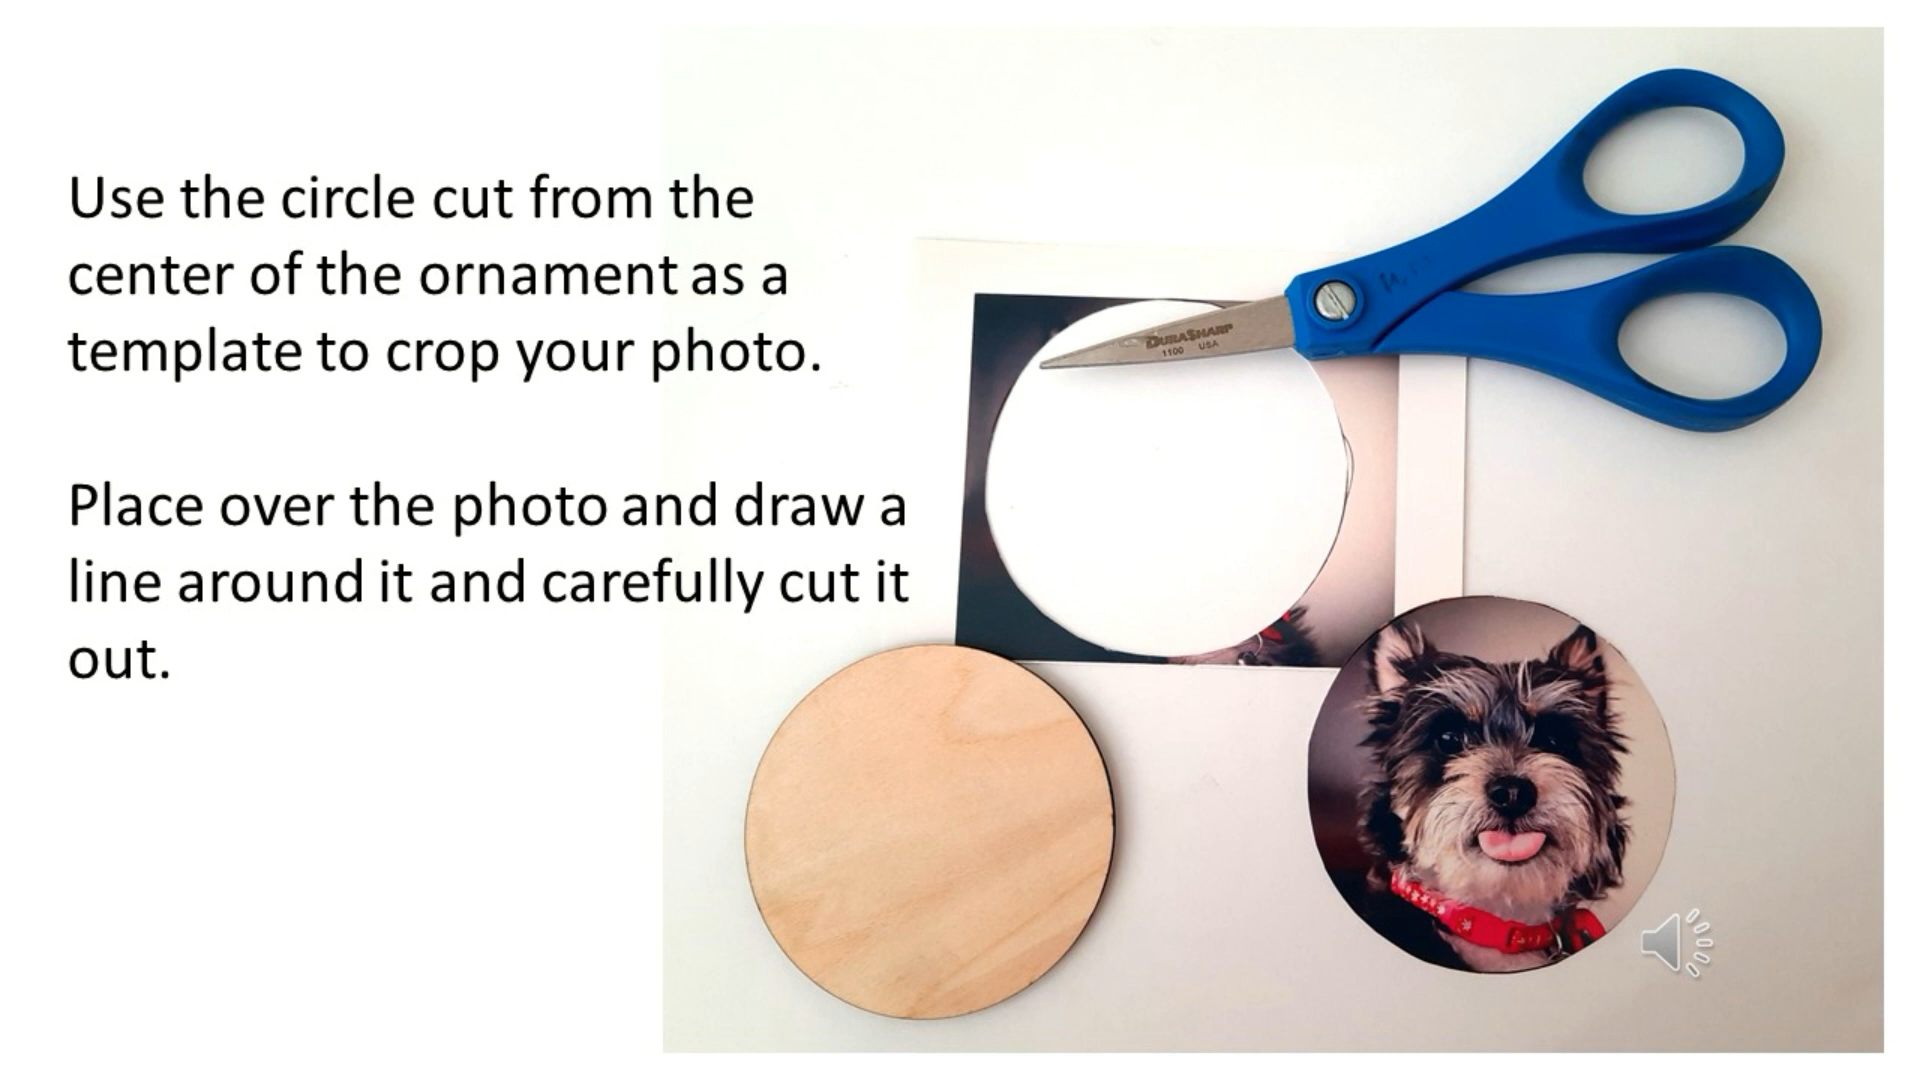 Use the circle cut from the
center of the ornament as a
template to crop your photo.
Place over the photo and draw a
line around it and carefully cut it
out.
DURASHARP
1100 USA